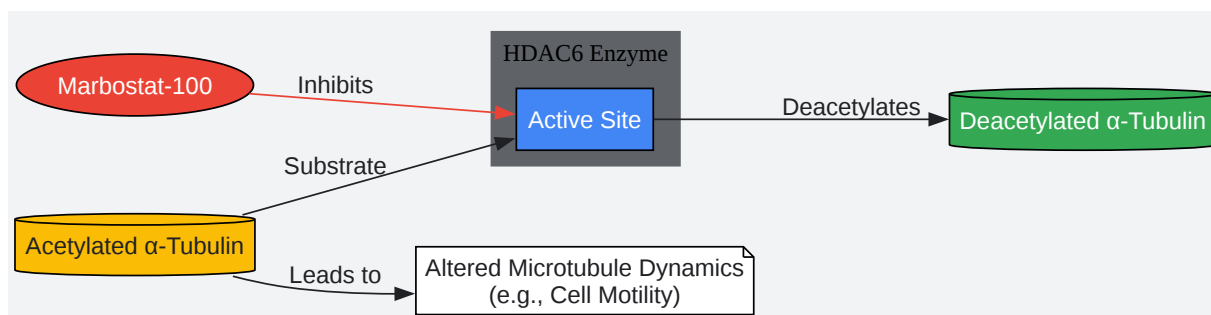 HDAC6 Enzyme
Marbostat-100
Inhibits
Active Site
Deacetylates
Deacetylated α-Tubulin
Substrate
Acetylated α-Tubulin
Leads to
Altered Microtubule Dynamics
(e.g., Cell Motility)